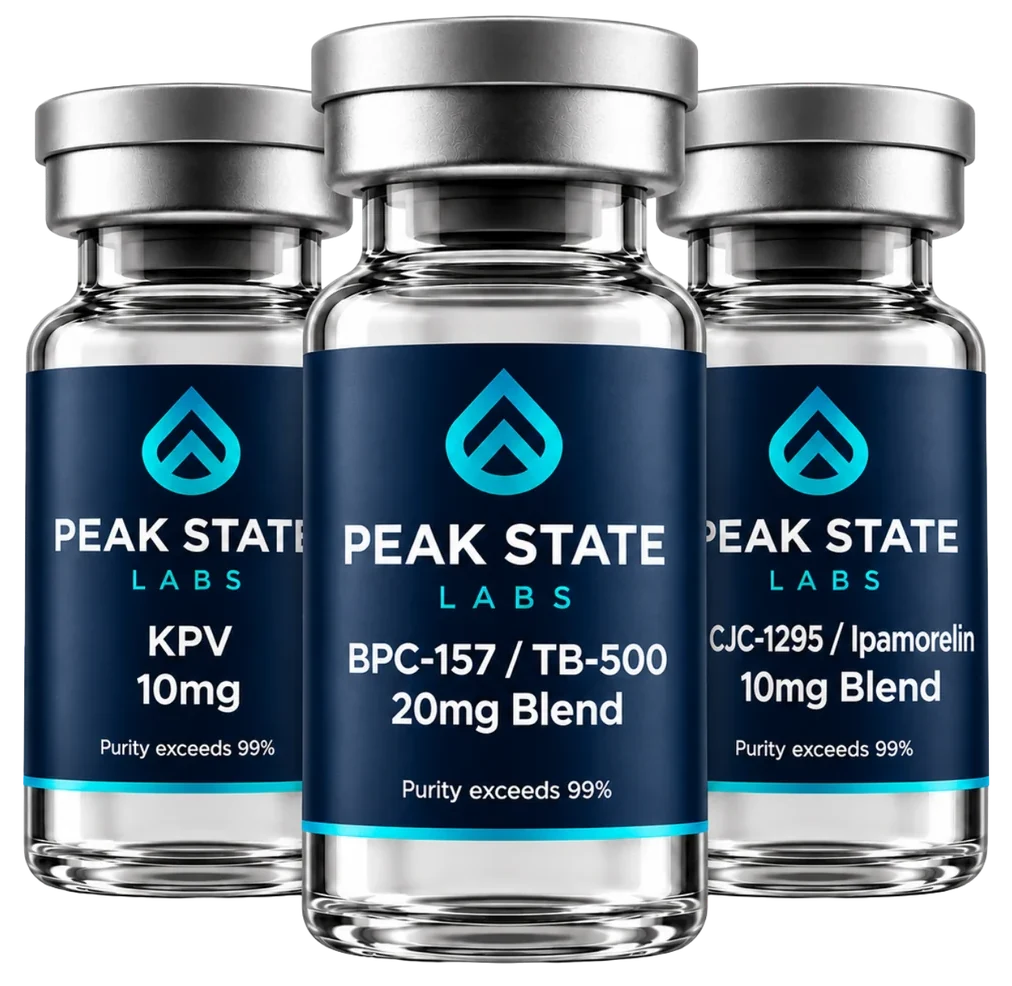 PEAK STATE
LABS
KPV
10mg
Purity exceeds 99%
PEAK STATE
LABS
BPC-157 / TB-500
20mg Blend
Purity exceeds 99%
PEAK STATE
LABS
CJC-1295 / Ipamorelin
10mg Blend
Purity exceeds 99%